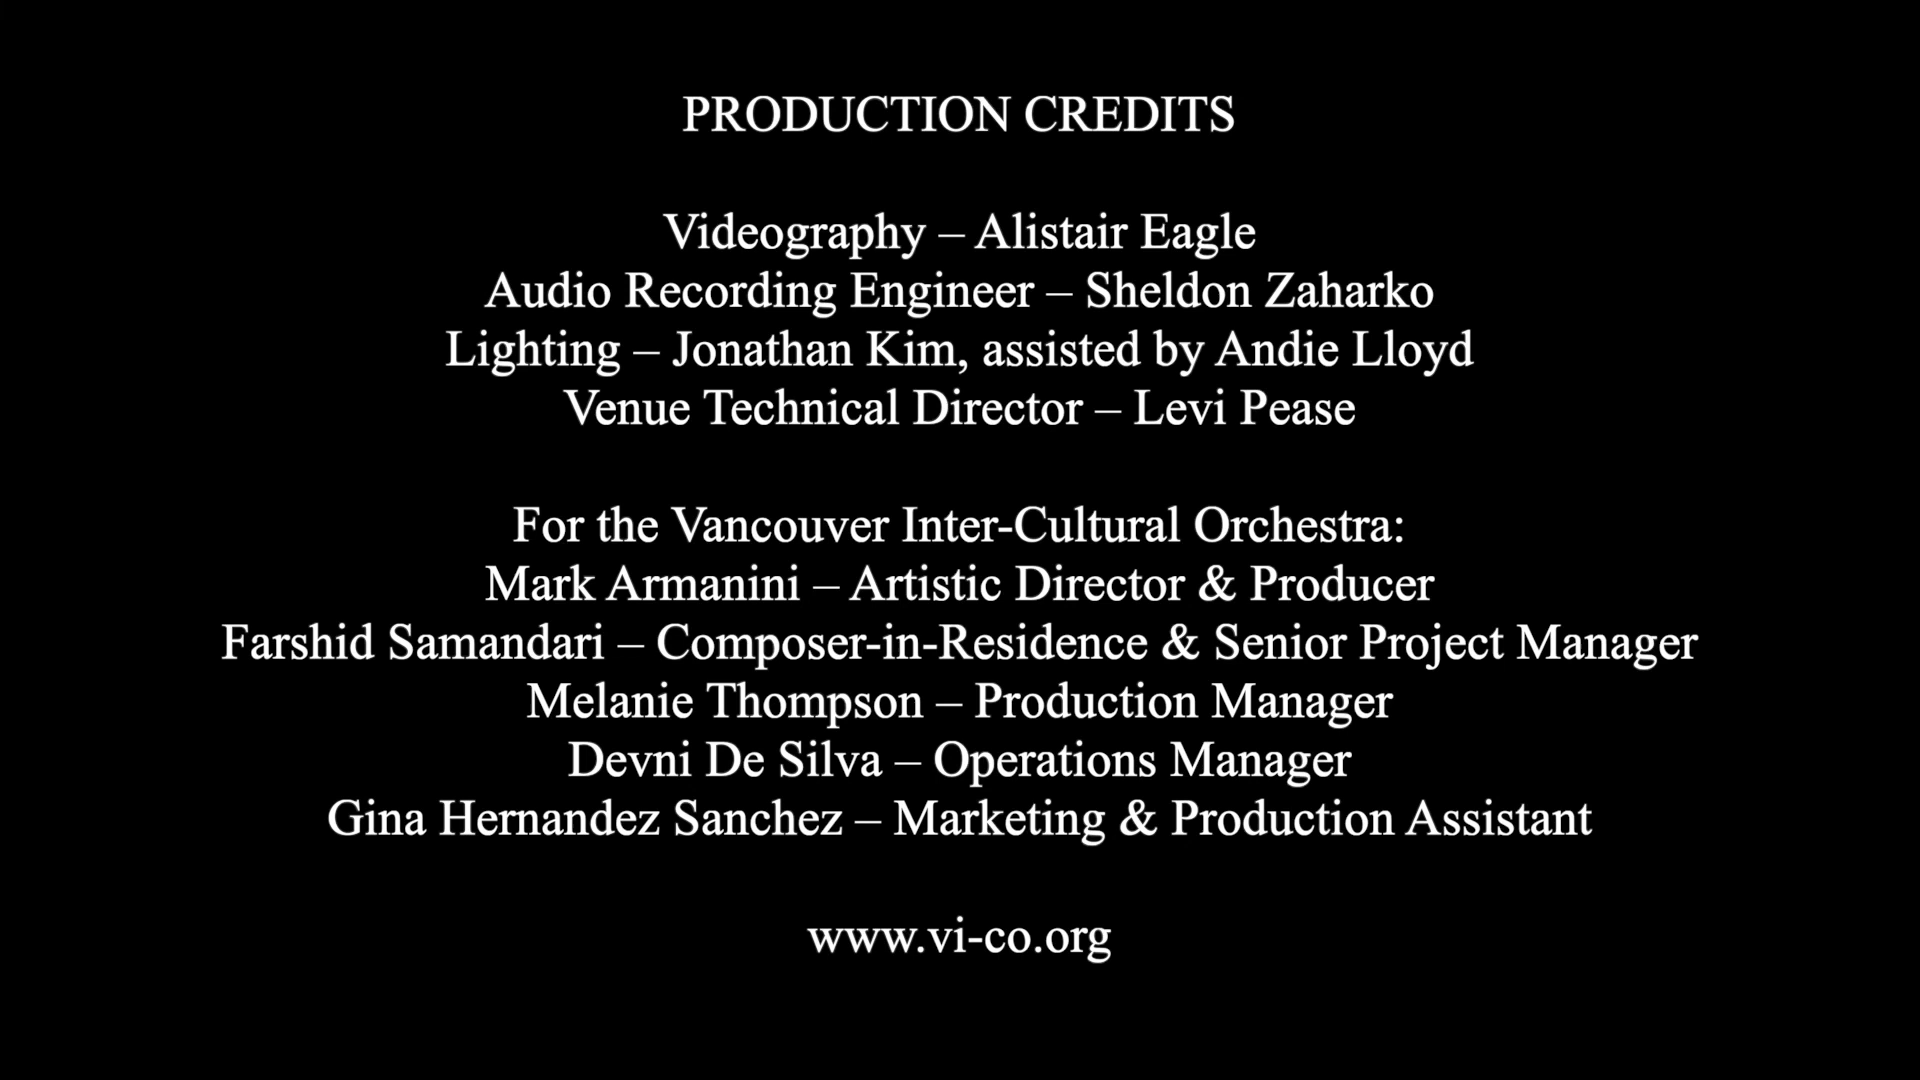 PRODUCTION CREDITS
Videography – Alistair Eagle
Audio Recording Engineer – Sheldon Zaharko
Lighting – Jonathan Kim, assisted by Andie Lloyd
Venue Technical Director – Levi Pease
For the Vancouver Inter-Cultural Orchestra:
Mark Armanini – Artistic Director & Producer
Farshid Samandari – Composer-in-Residence & Senior Project Manager
Melanie Thompson – Production Manager
Devni De Silva – Operations Manager
Gina Hernandez Sanchez – Marketing & Production Assistant
www.vi-co.org